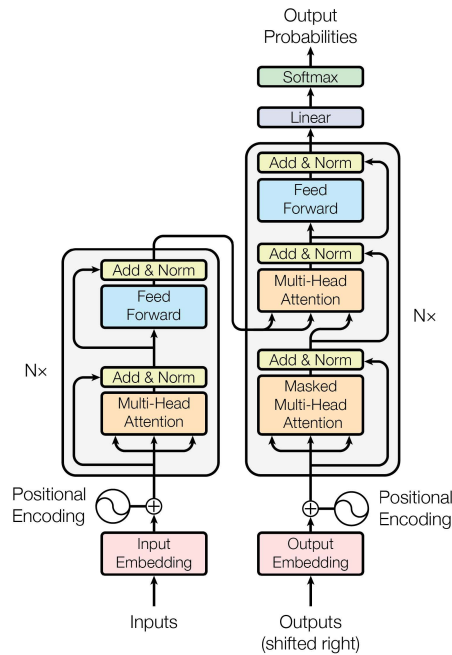 Output
Probabilities
Softmax
Linear
Add & Norm
Feed
Forward
Add & Norm
Multi-Head
Attention
N×
Add & Norm
Masked
Multi-Head
Attention
Add & Norm
Feed
Forward
N×
Add & Norm
Multi-Head
Attention
Positional
Encoding
Positional
Encoding
Input
Embedding
Output
Embedding
Inputs
Outputs
(shifted right)